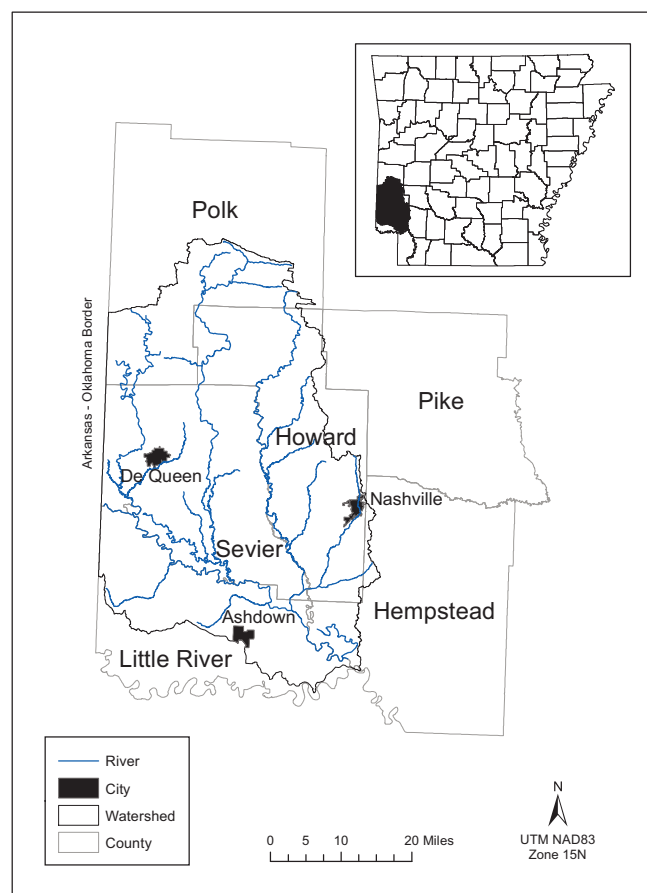 Polk
Arkansas - Oklahoma Border
Pike
Howard
De Queen
Nashville
Sevier
Hempstead
Ashdown
Little River
River
City
Watershed
County
0 5 10 20 Miles
N
UTM NAD83
Zone 15N